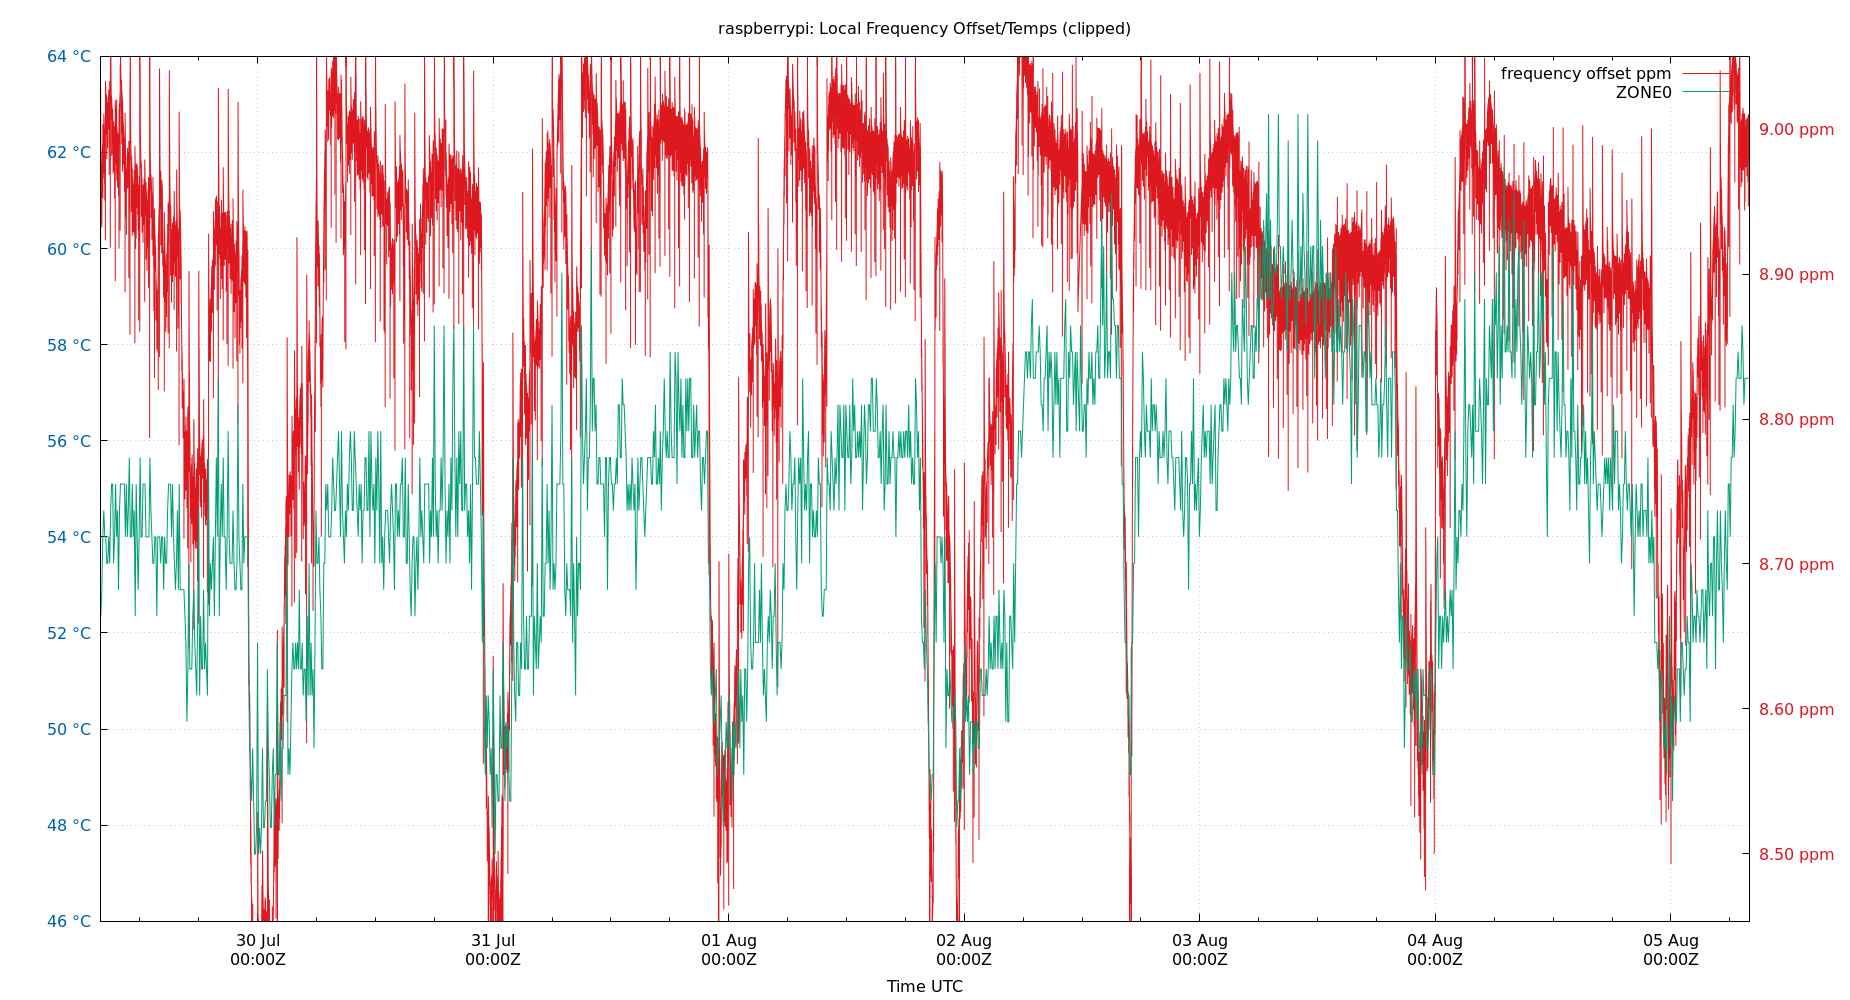 raspberrypi: Local Frequency Offset/Temps (clipped)
64 °C
62 °C
60 °C
58 °C
56 °C
54 °C
52 °C
50 °C
48 °C
46 °C
frequency offset ppm
ZONE0
9.00 ppm
8.90 ppm
8.80 ppm
8.70 ppm
8.60 ppm
8.50 ppm
30 Jul
00:00Z
31 Jul
00:00Z
01 Aug
00:00Z
02 Aug
00:00Z
03 Aug
00:00Z
04 Aug
00:00Z
05 Aug
00:00Z
Time UTC